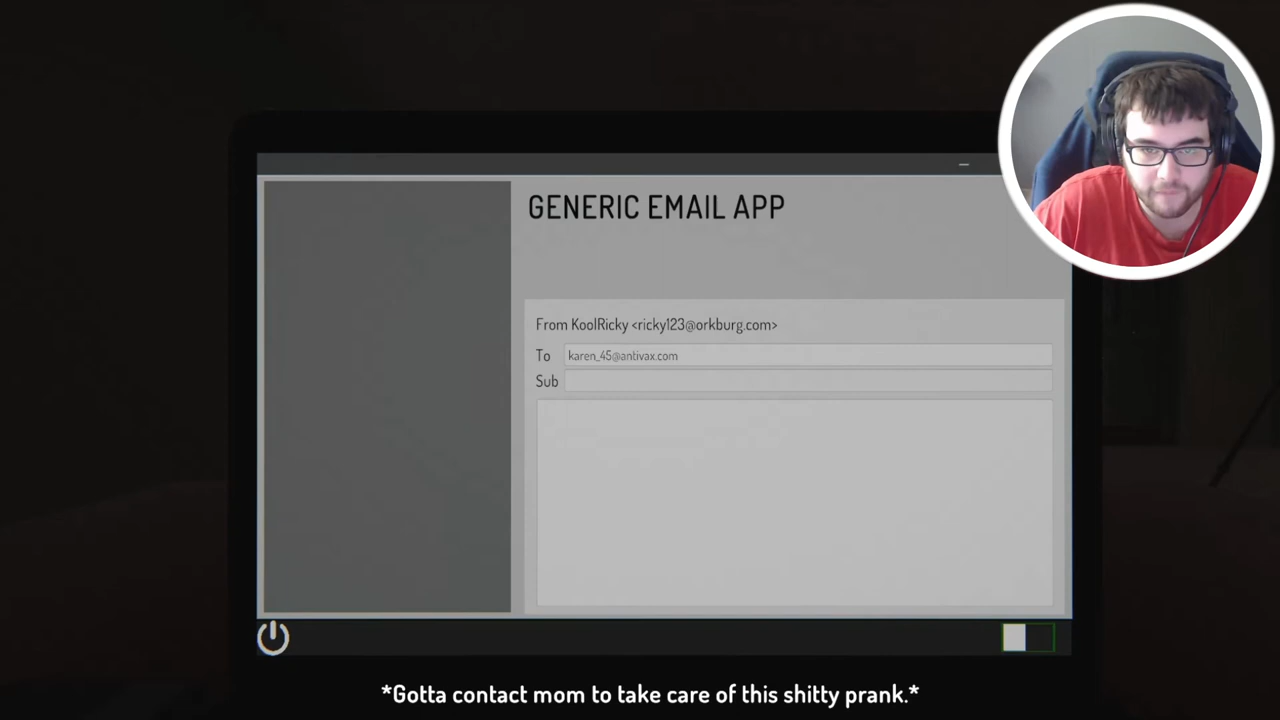 GENERIC EMAIL APP
From KoolRicky <ricky123@orkburg.com>
To karen_45@antivax.com
Sub
*Gotta contact mom to take care of this shitty prank.*